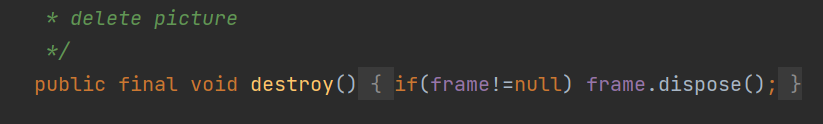 * delete picture
*/
public final void destroy() { if(frame!=null) frame.dispose(); }